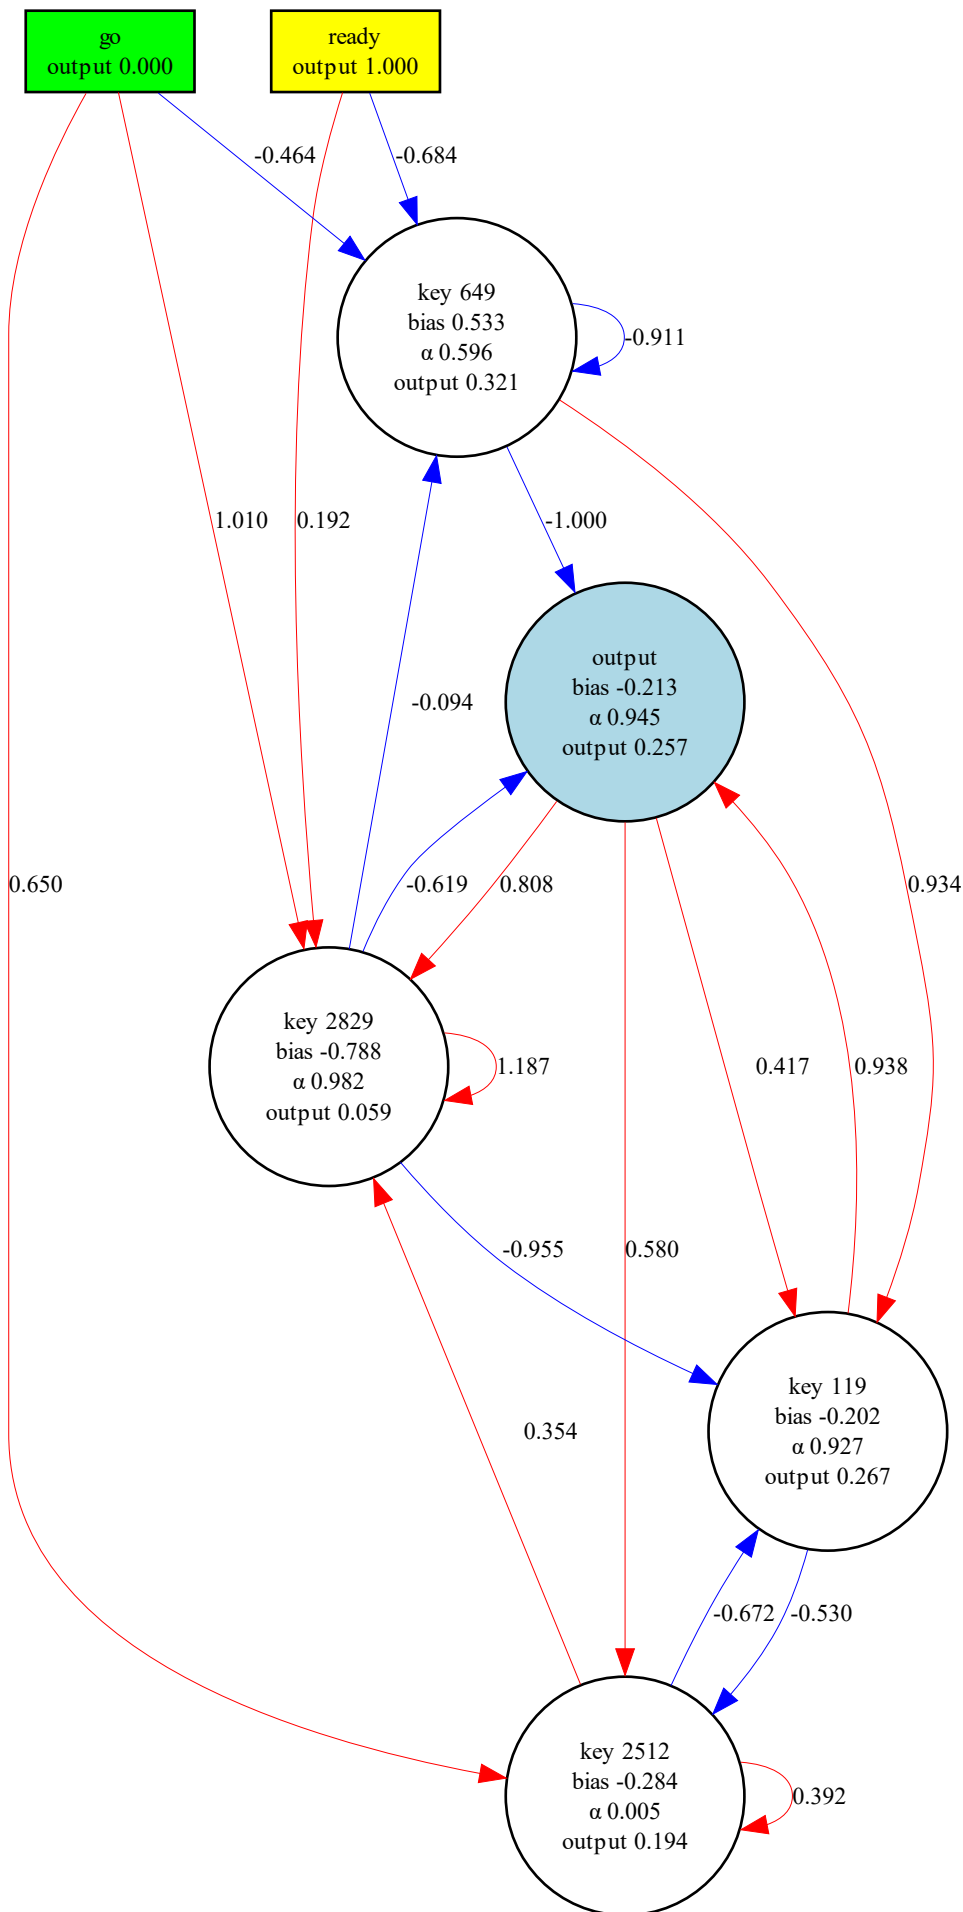 go
output 0.000
ready
output 1.000
-0.464
-0.684
key 649
bias 0.533
α 0.596
output 0.321
-0.911
1.010
0.192
-1.000
output
bias -0.213
α 0.945
output 0.257
-0.094
0.650
-0.619
0.808
0.934
key 2829
bias -0.788
α 0.982
output 0.059
1.187
0.417
0.938
-0.955
0.580
key 119
bias -0.202
α 0.927
output 0.267
0.354
-0.672
-0.530
key 2512
bias -0.284
α 0.005
output 0.194
0.392